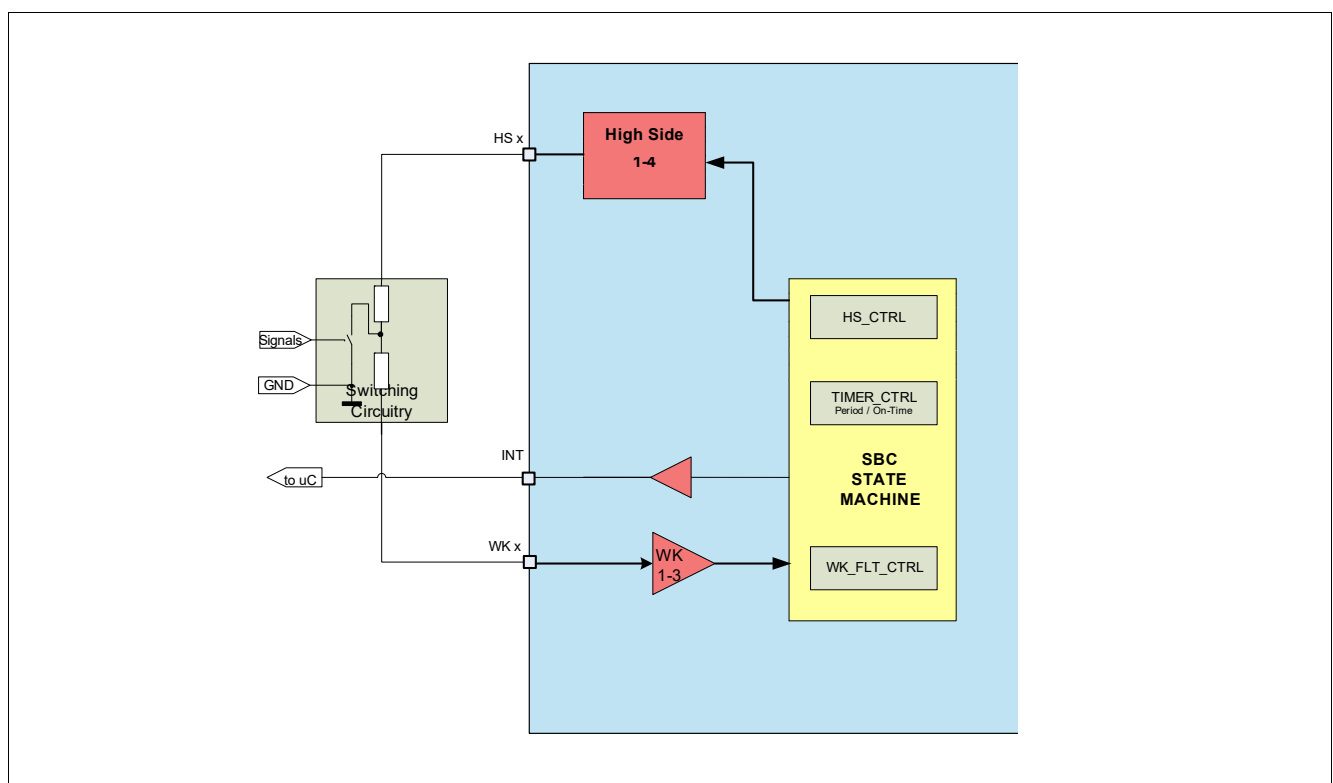 HS x
High Side
1-4
HS_CTRL
Signals
GND
Switching
Circuitry
TIMER_CTRL
Period / On-Time
SBC
STATE
MACHINE
INT
to uC
WK x
WK
1-3
WK_FLT_CTRL